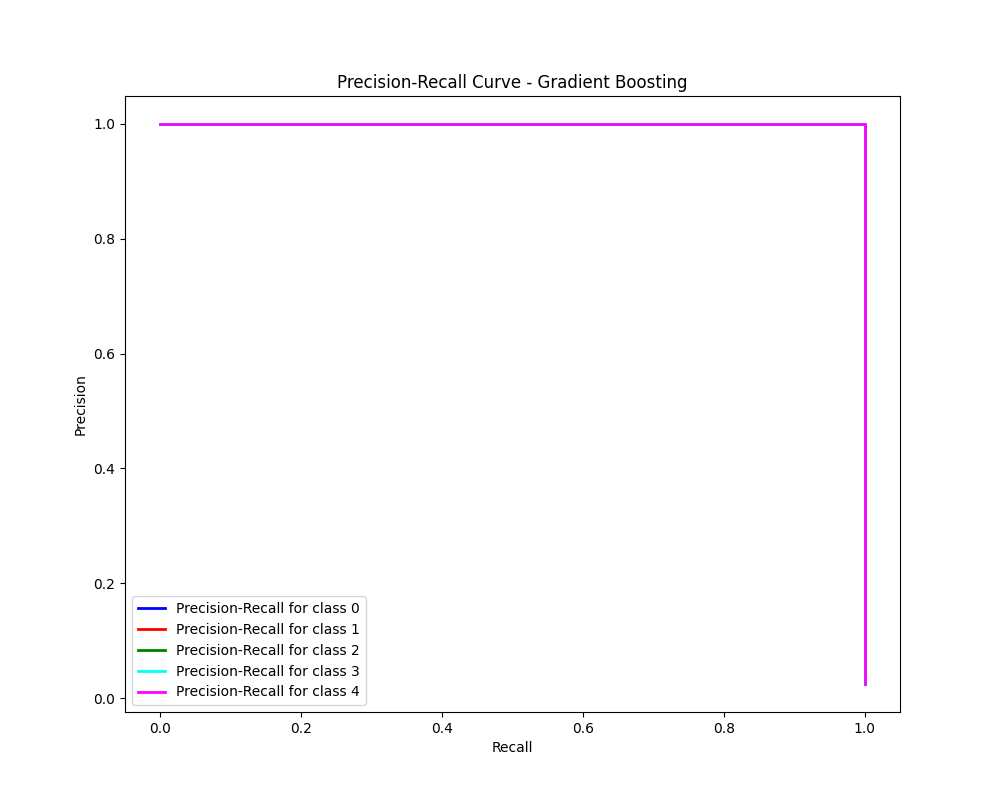 Precision-Recall Curve - Gradient Boosting
1.0
0.8
0.6
0.4
0.2
0.0
Precision
Precision-Recall for class 0
Precision-Recall for class 1
Precision-Recall for class 2
Precision-Recall for class 3
Precision-Recall for class 4
0.0 0.2 0.4 0.6 0.8 1.0
Recall